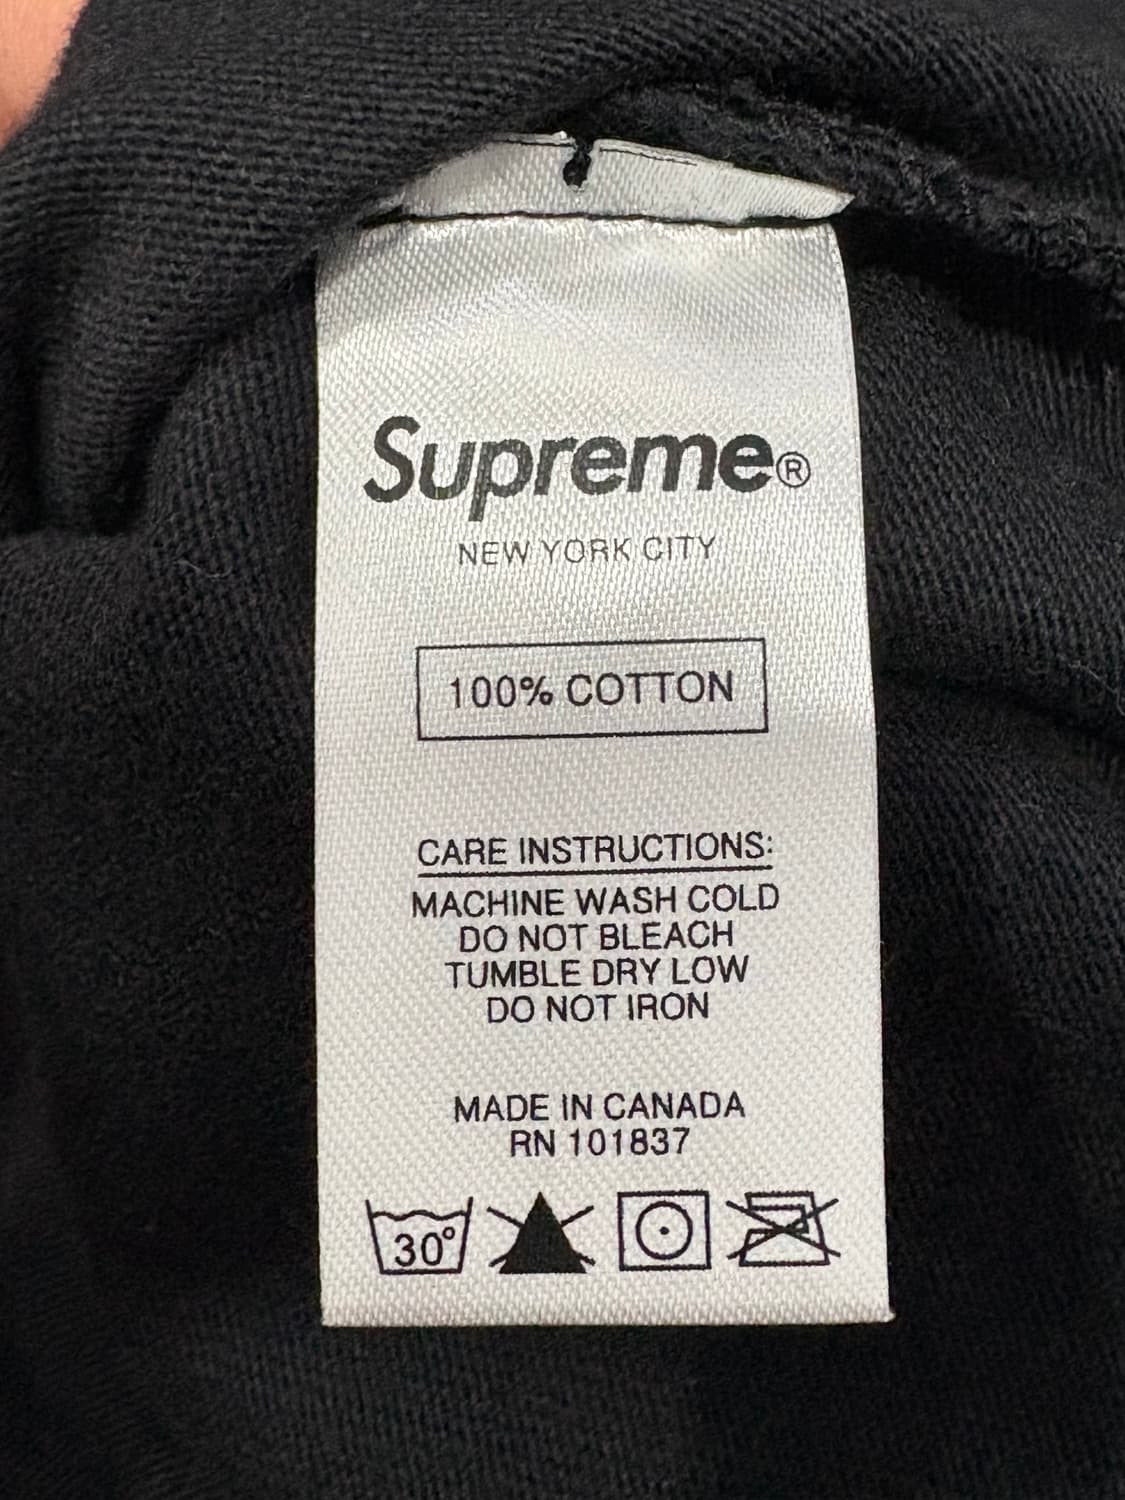 Supreme®
NEW YORK CITY
100% COTTON
CARE INSTRUCTIONS:
MACHINE WASH COLD
DO NOT BLEACH
TUMBLE DRY LOW
DO NOT IRON
MADE IN CANADA
RN 101837
30°